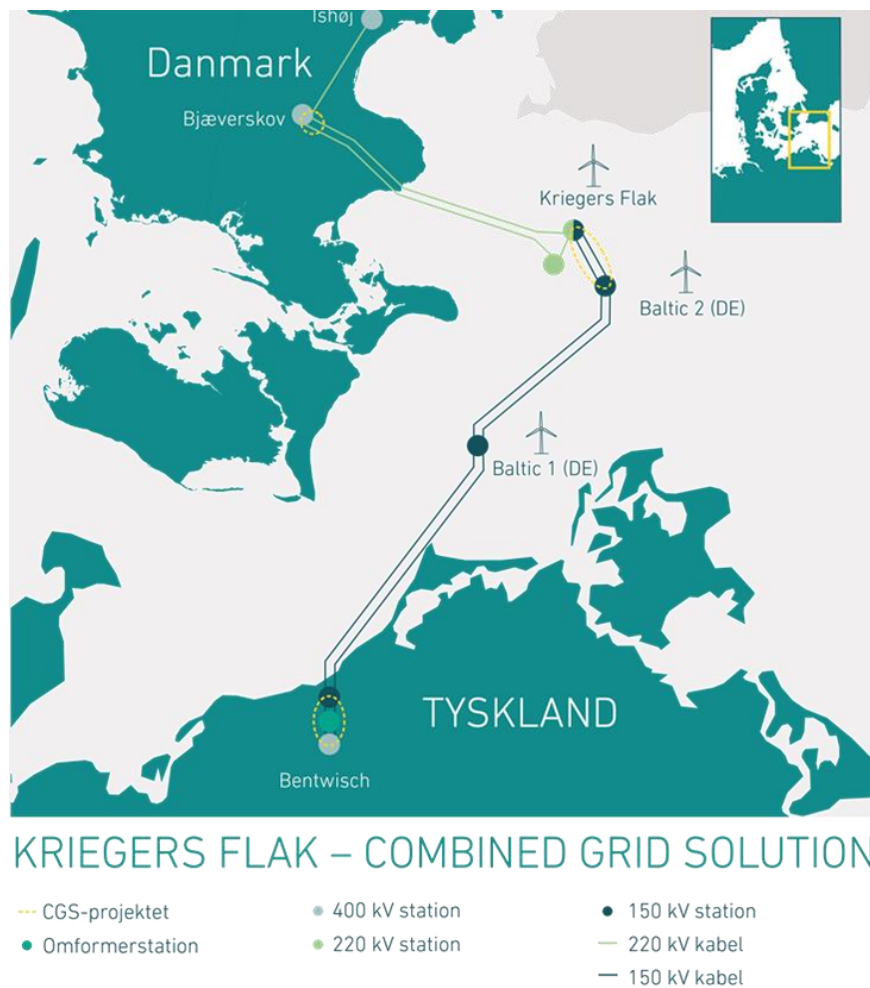 Ishøj
Danmark
Bjæverskov
Kriegers Flak
Baltic 2 (DE)
Baltic 1 (DE)
TYSKLAND
Bentwisch
KRIEGERS FLAK – COMBINED GRID SOLUTION
CGS-projektet
400 kV station
150 kV station
Omformerstation
220 kV station
220 kV kabel
150 kV kabel